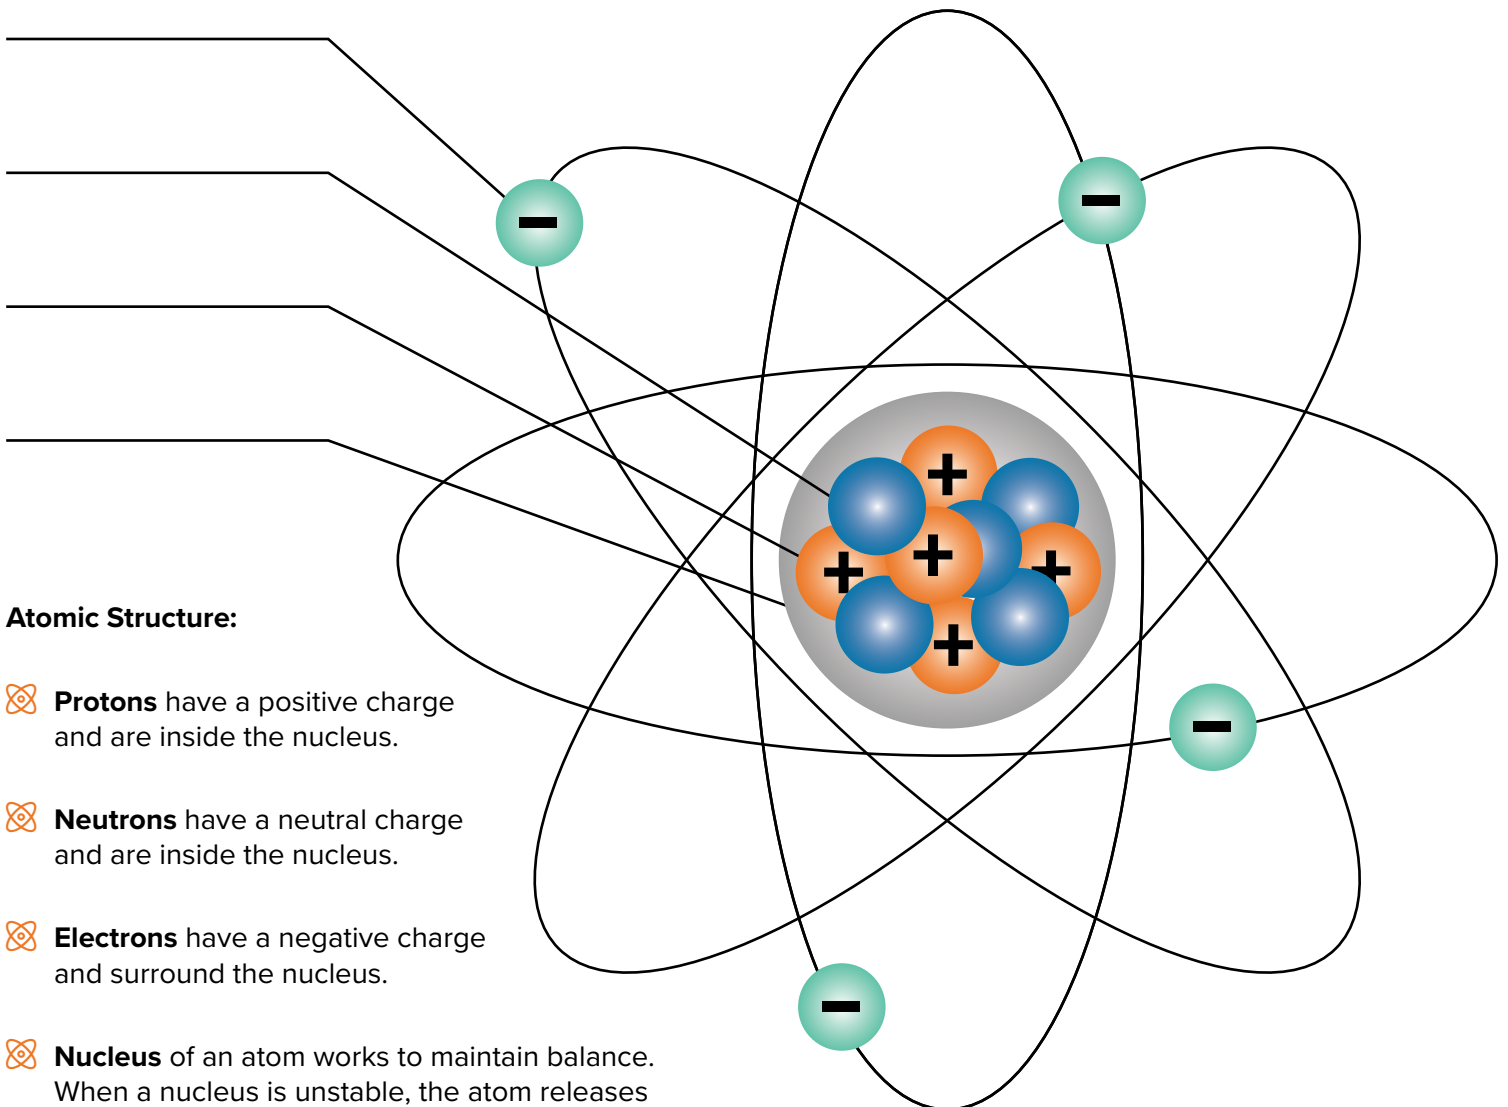 Atomic Structure:
Protons have a positive charge
and are inside the nucleus.
Neutrons have a neutral charge
and are inside the nucleus.
Electrons have a negative charge
and surround the nucleus.
Nucleus of an atom works to maintain balance.
When a nucleus is unstable, the atom releases
−
−
+
+
+
+
+
−
−